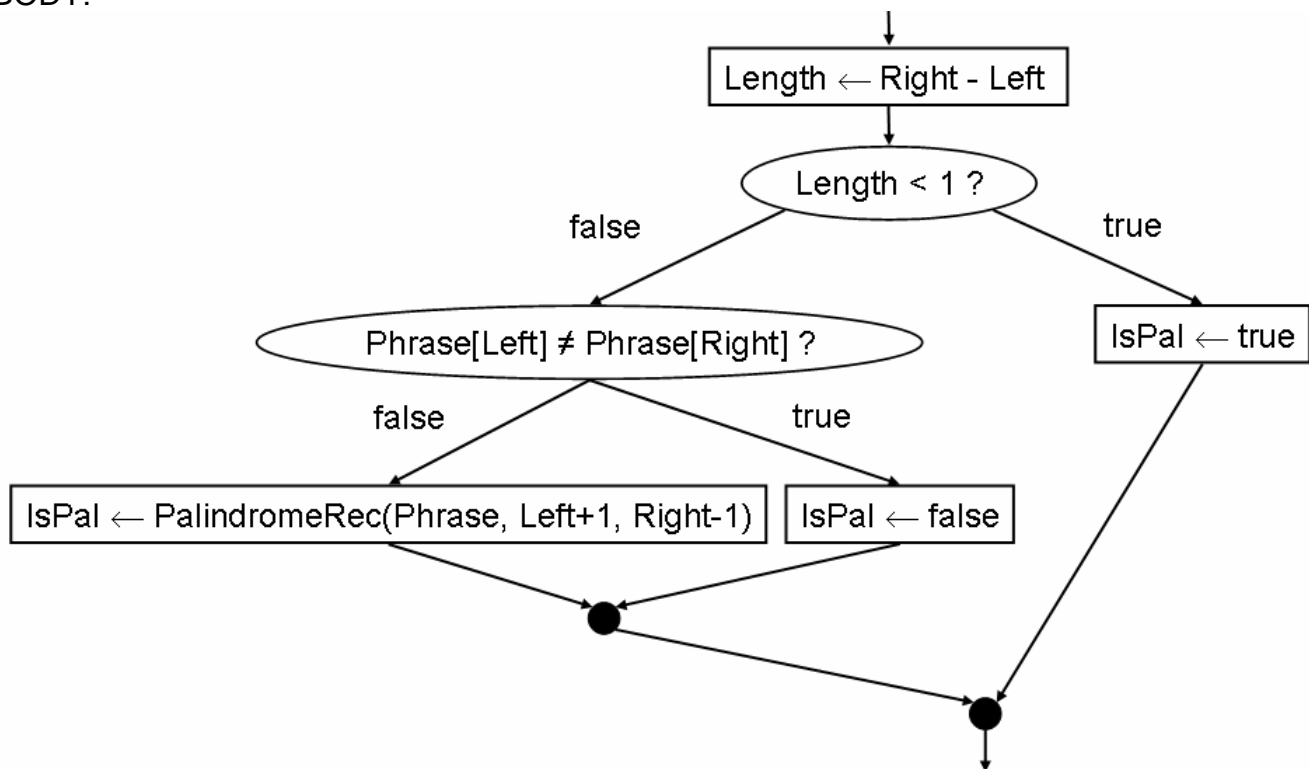 BODY:
Length ← Right - Left
Length < 1 ?
false
true
Phrase[Left] ≠ Phrase[Right] ?
IsPal ← true
false
true
IsPal ← PalindromeRec(Phrase, Left+1, Right-1)
IsPal ← false